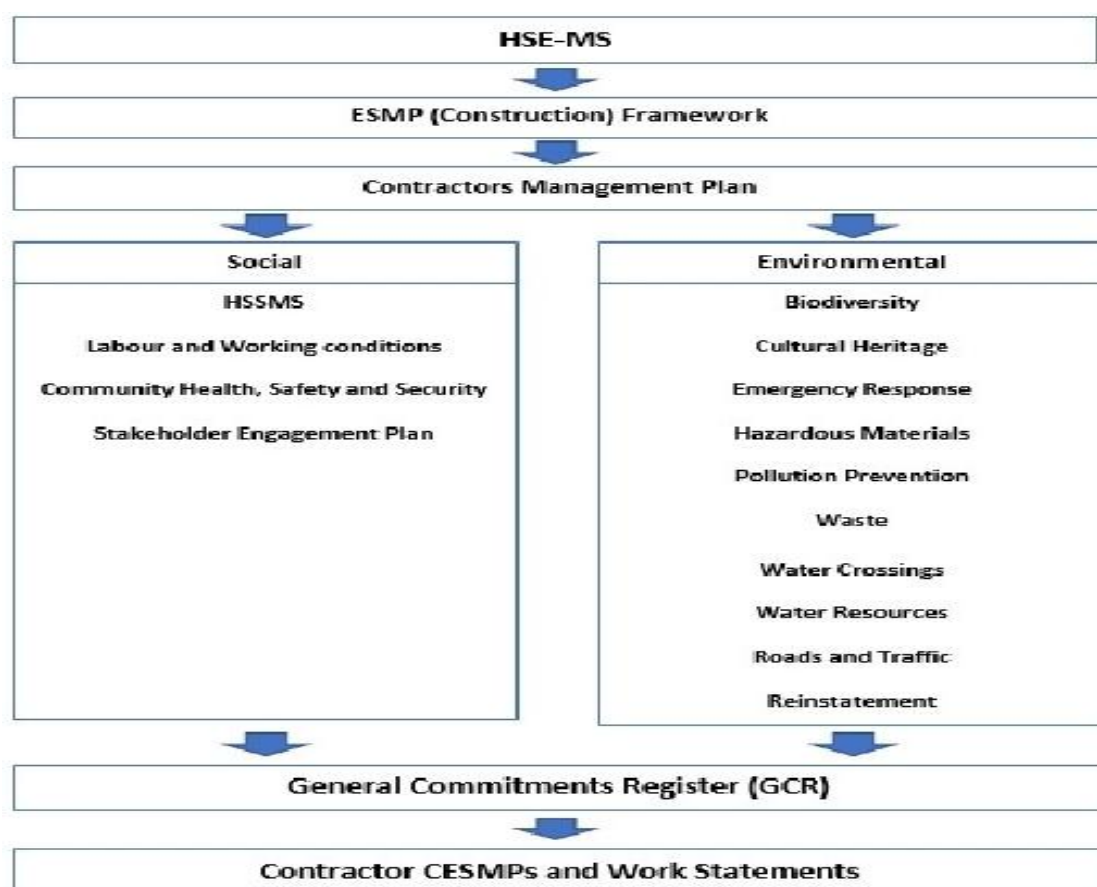 HSE-MS
ESMP (Construction) Framework
Contractors Management Plan
Social
HSSMS
Labour and Working conditions
Community Health, Safety and Security
Stakeholder Engagement Plan
Environmental
Biodiversity
Cultural Heritage
Emergency Response
Hazardous Materials
Pollution Prevention
Waste
Water Crossings
Water Resources
Roads and Traffic
Reinstatement
General Commitments Register (GCR)
Contractor CESMPs and Work Statements